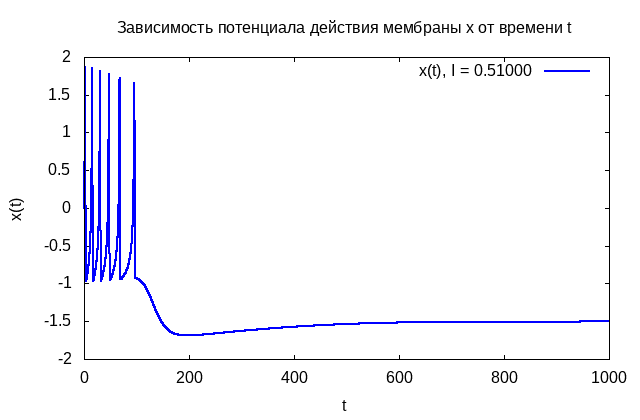 Зависимость потенциала действия мембраны x от времени t
x(t), I = 0.51000
2
1.5
1
0.5
0
-0.5
-1
-1.5
-2
x(t)
0 200 400 600 800 1000
t